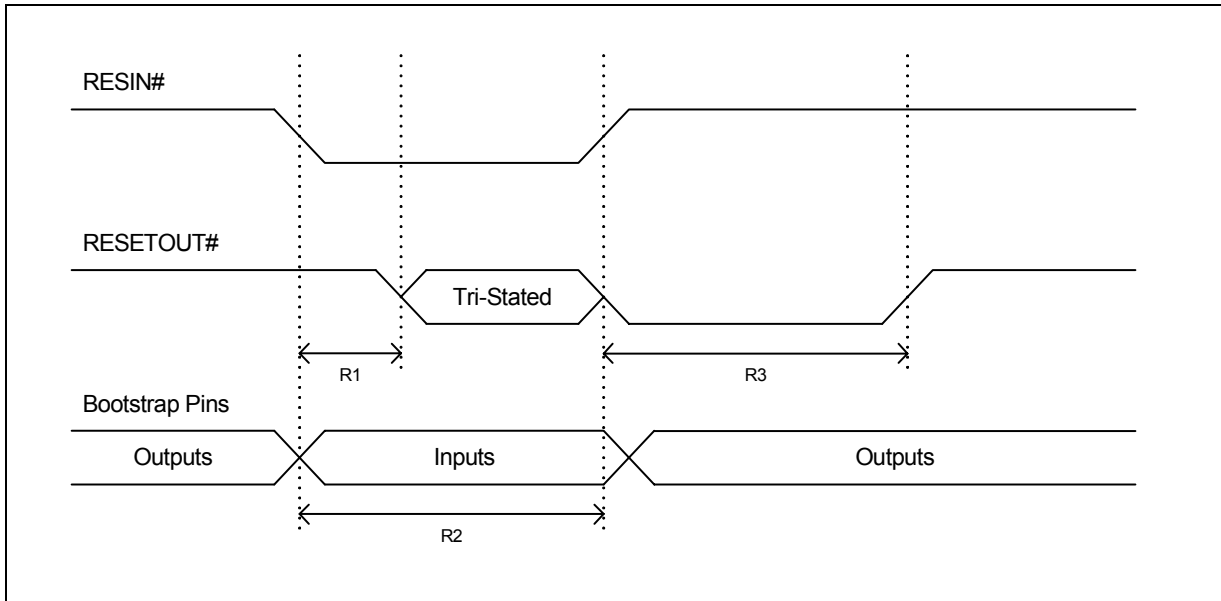 RESIN#
RESETOUT#
Tri-Stated
R1
R3
Bootstrap Pins
Outputs
Inputs
Outputs
R2